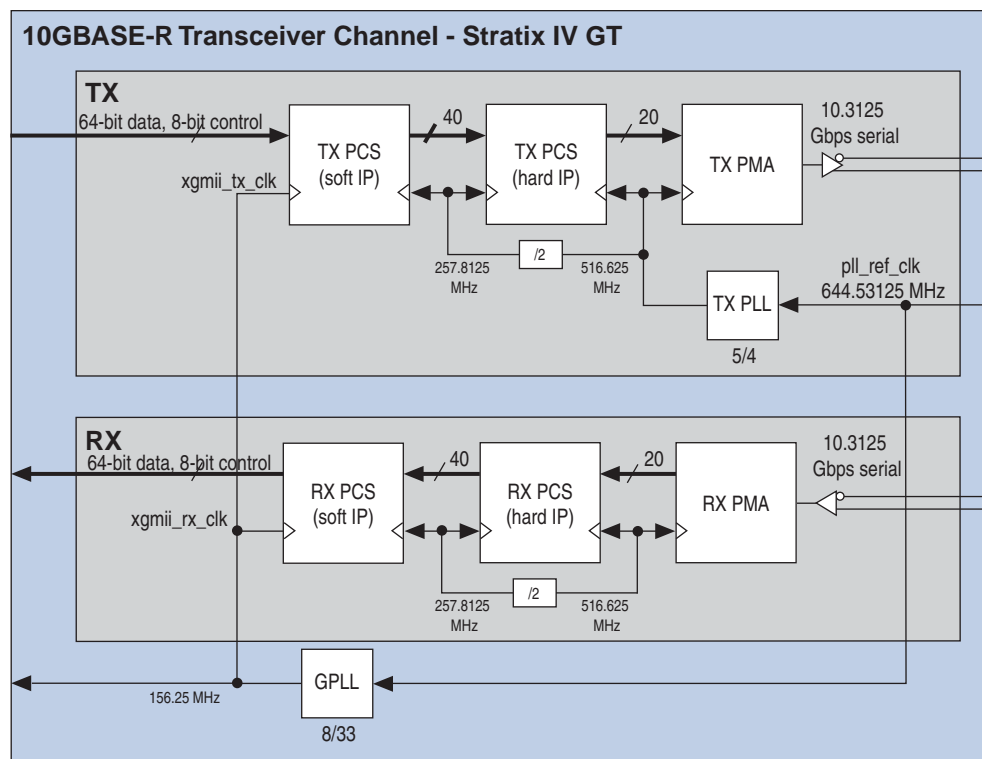 10GBASE-R Transceiver Channel - Stratix IV GT
TX
64-bit data, 8-bit control
40
20
10.3125
Gbps serial
TX PCS
(soft IP)
TX PCS
(hard IP)
TX PMA
xgmii_tx_clk
/2
257.8125
MHz
516.625
MHz
pll_ref_clk
644.53125 MHz
TX PLL
5/4
RX
64-bit data, 8-bit control
40
20
10.3125
Gbps serial
RX PCS
(soft IP)
RX PCS
(hard IP)
RX PMA
xgmii_rx_clk
/2
257.8125
MHz
516.625
MHz
GPLL
156.25 MHz
8/33